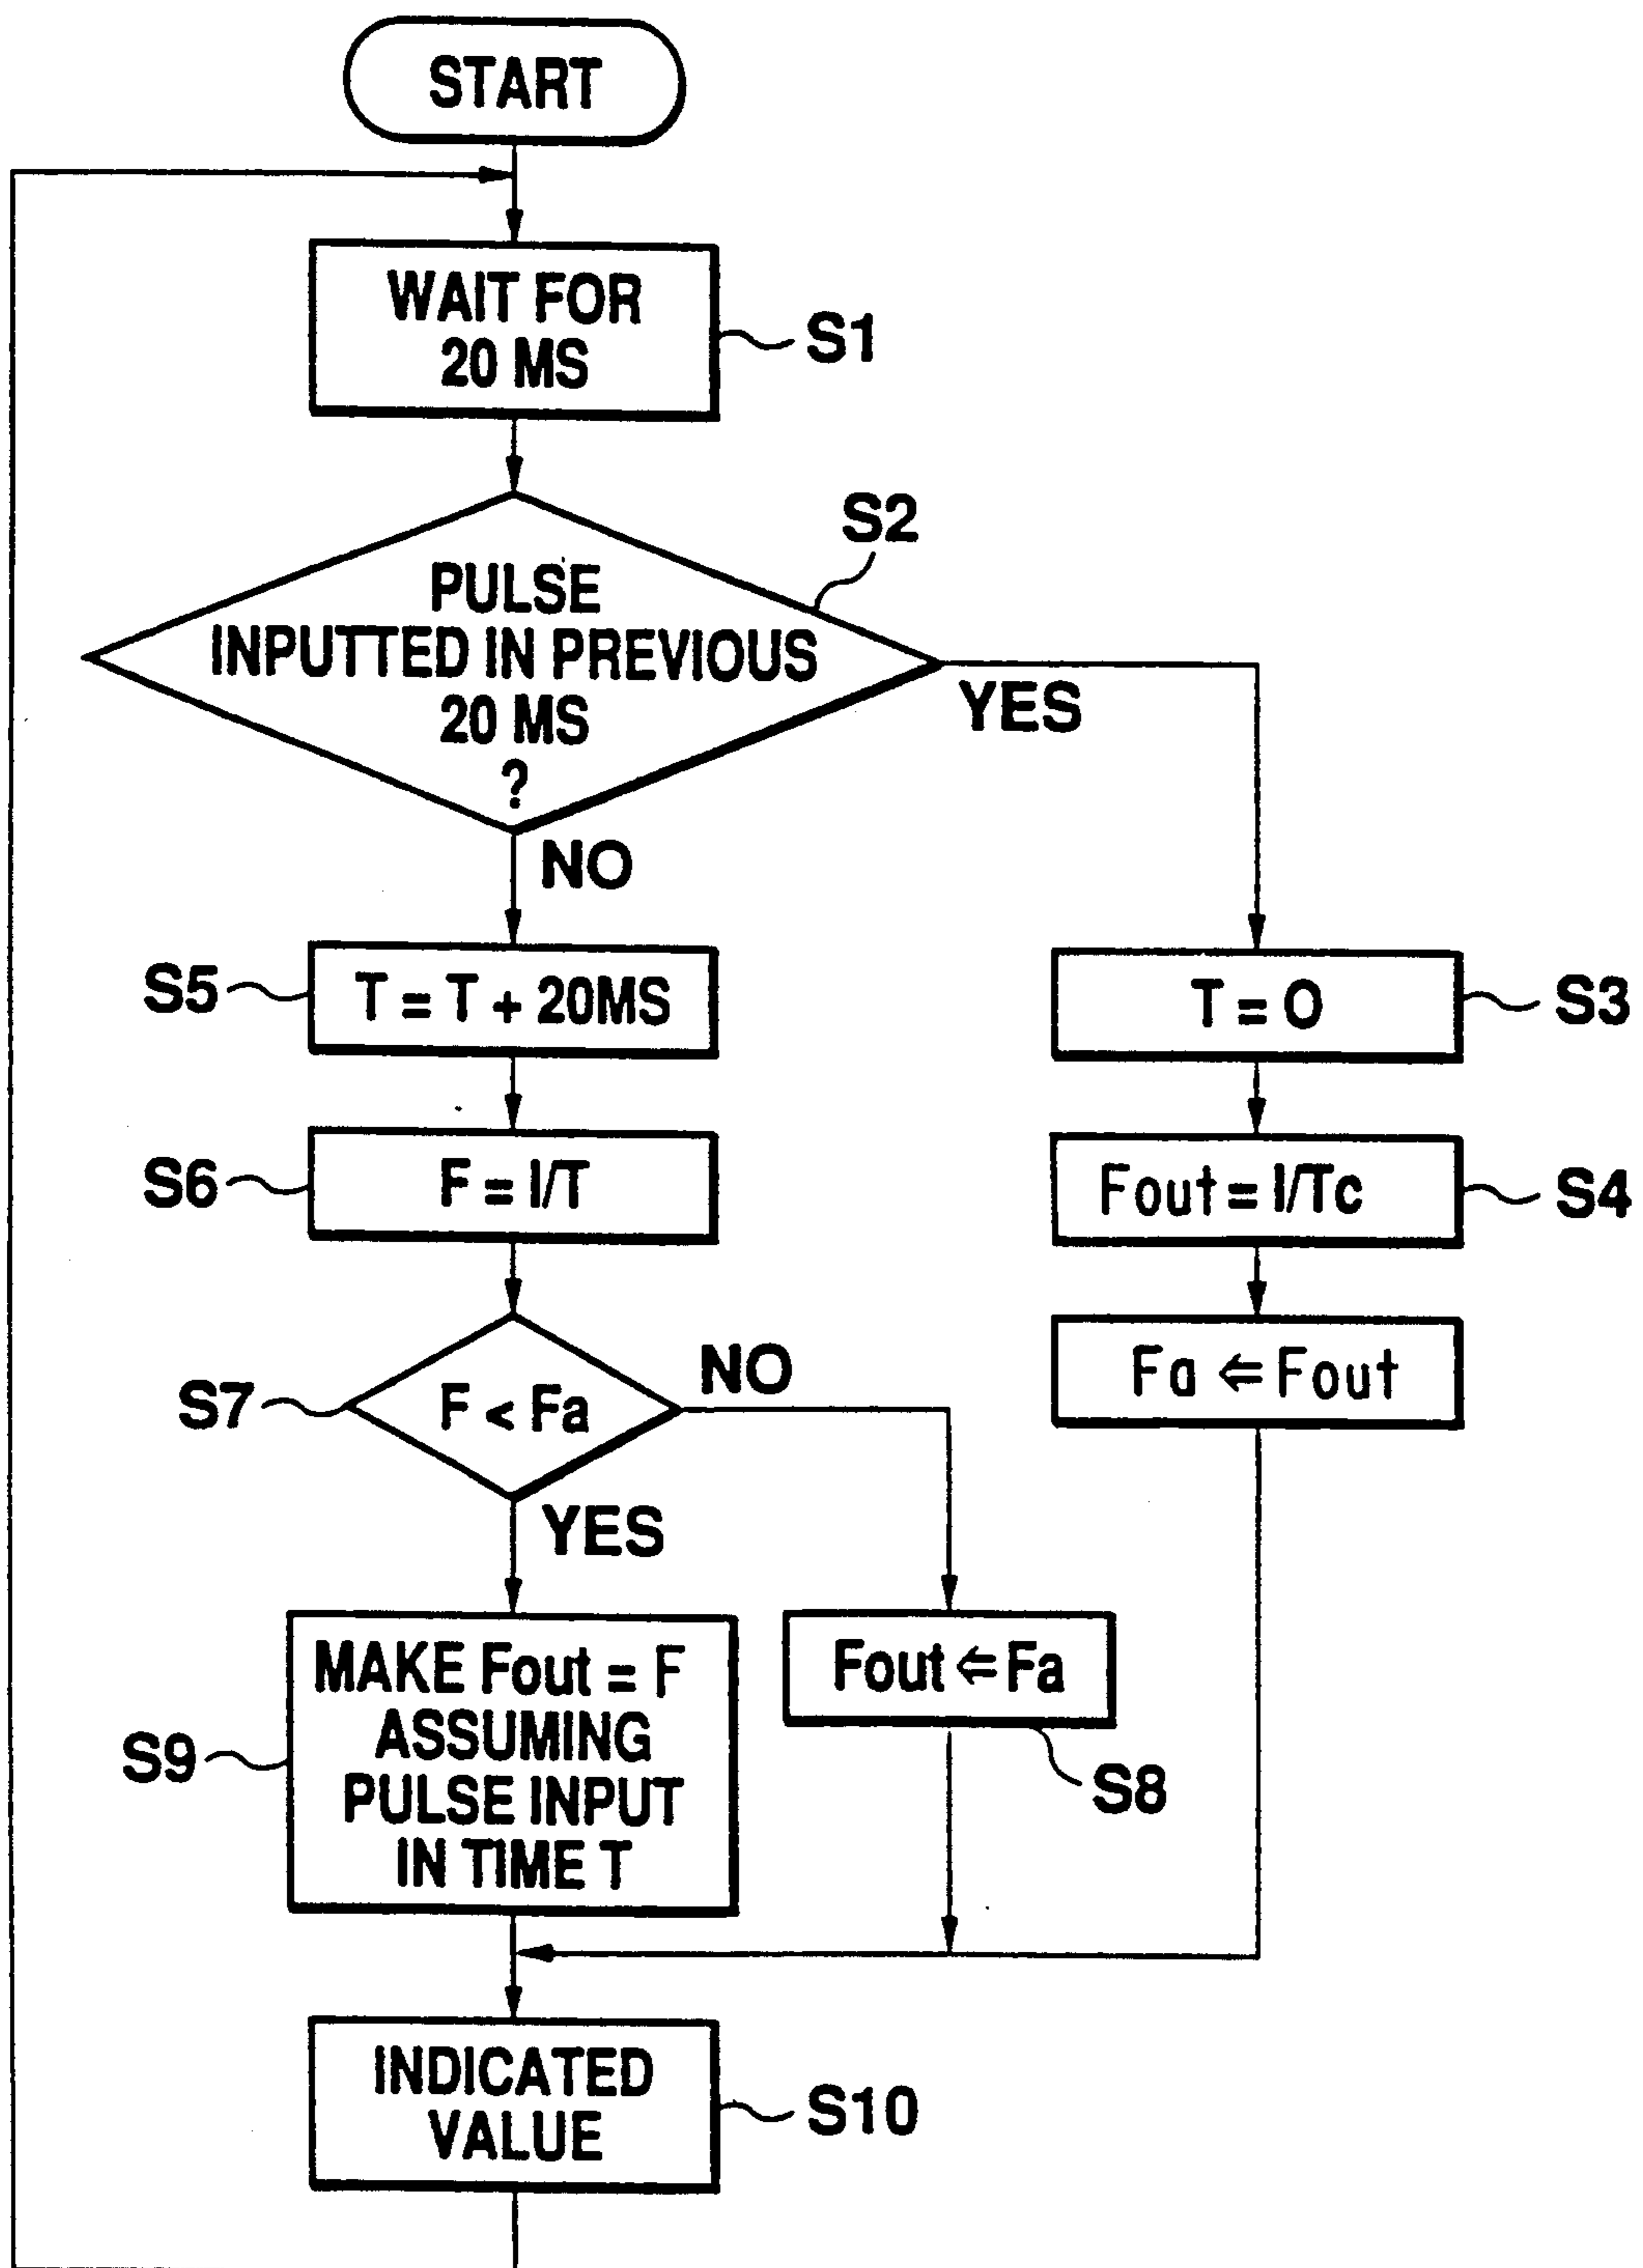 START
WAIT FOR
20 MS
S1
S2
PULSE
INPUTTED IN PREVIOUS
20 MS
?
YES
NO
S5
T = T + 20MS
T = O
S3
S6
F = I/T
Fout = I/Tc
S4
S7
F < Fa
NO
Fa ⇐ Fout
YES
MAKE Fout = F
ASSUMING
PULSE INPUT
IN TIME T
S9
Fout ⇐ Fa
S8
INDICATED
VALUE
S10